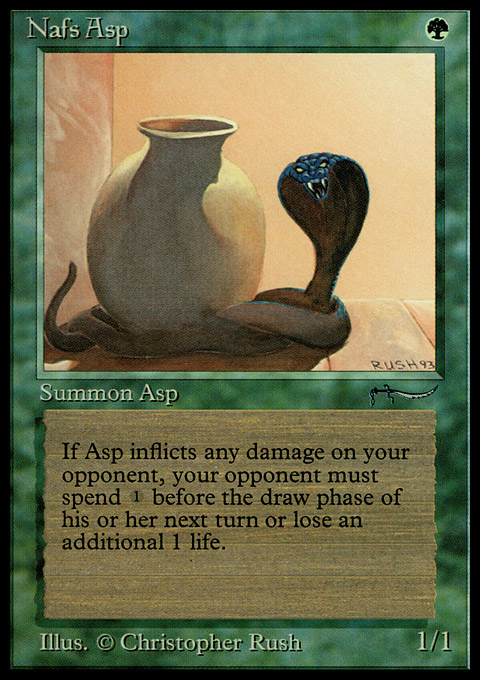 Nafs Asp
RUSH 93
Summon Asp
If Asp inflicts any damage on your
opponent, your opponent must
spend 1 before the draw phase of
his or her next turn or lose an
additional 1 life.
Illus. © Christopher Rush 1/1